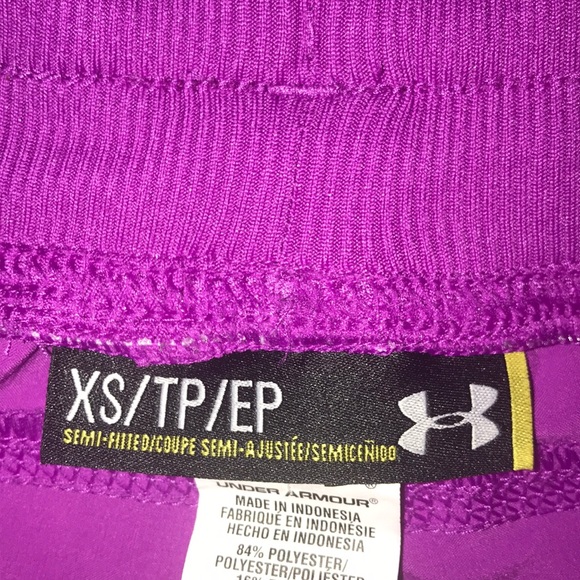 XS/TP/EP
SEMI-FITTED/COUPE SEMI-AJUSTÉE/SEMICEÑIDO
UNDER ARMOUR®
MADE IN INDONESIA
FABRIQUÉ EN INDONÉSIE
HECHO EN INDONESIA
84% POLYESTER/
POLYESTER/POLIÉSTER